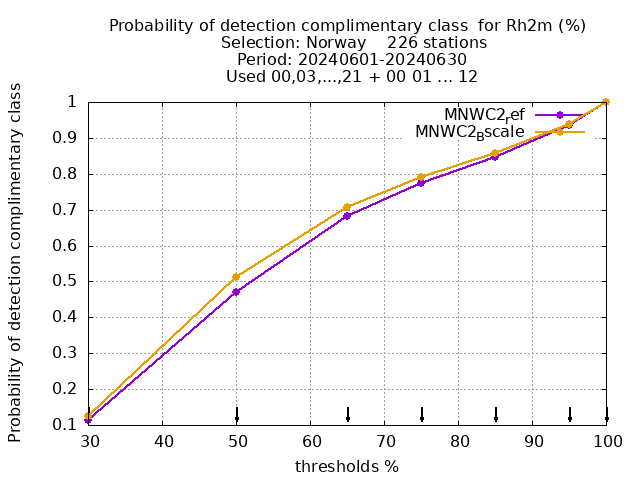 Probability of detection complimentary class  for Rh2m (%)
Selection: Norway    226 stations
Period: 20240601-20240630
Used 00,03,...,21 + 00 01 ... 12
Probability of detection complimentary class
1
0.9
0.8
0.7
0.6
0.5
0.4
0.3
0.2
0.1
MNWC2ref
MNWC2Bscale
30 40 50 60 70 80 90 100
thresholds %